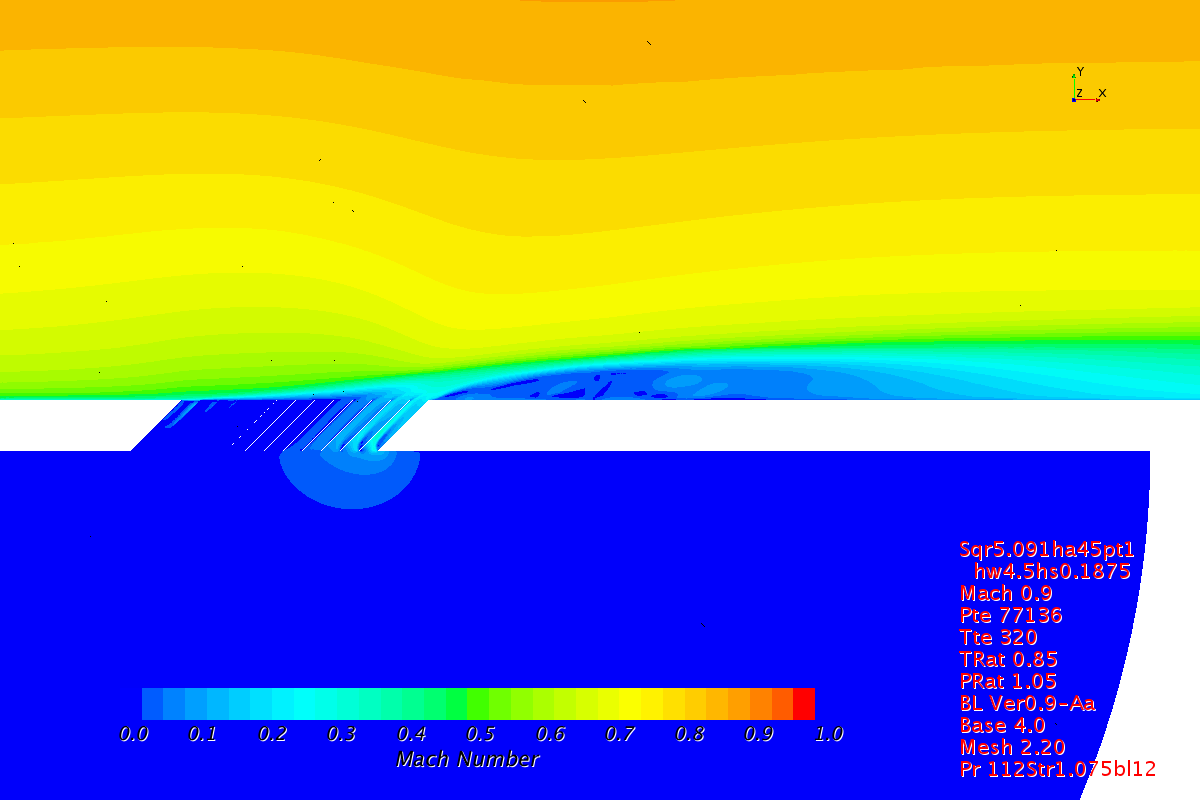 Y
Z X
Sqr5.091ha45pt1
hw4.5hs0.1875
Mach 0.9
Pte 77136
Tte 320
TRat 0.85
PRat 1.05
BL Ver0.9-Aa
Base 4.0
Mesh 2.20
Pr 112Str1.075bl12
0.0 0.1 0.2 0.3 0.4 0.5 0.6 0.7 0.8 0.9 1.0
Mach Number